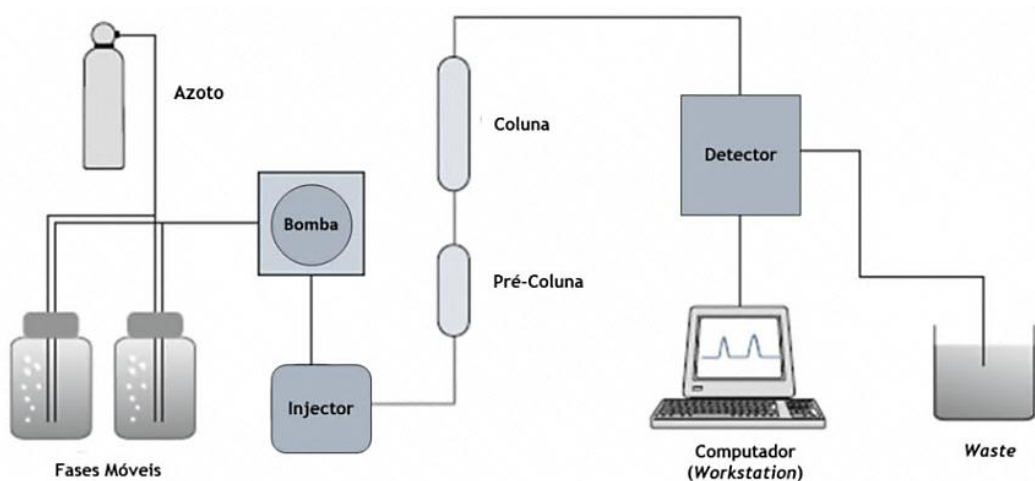 Azoto
Coluna
Detector
Bomba
Pré-Coluna
Injector
Fases Móveis
Computador
(Workstation)
Waste